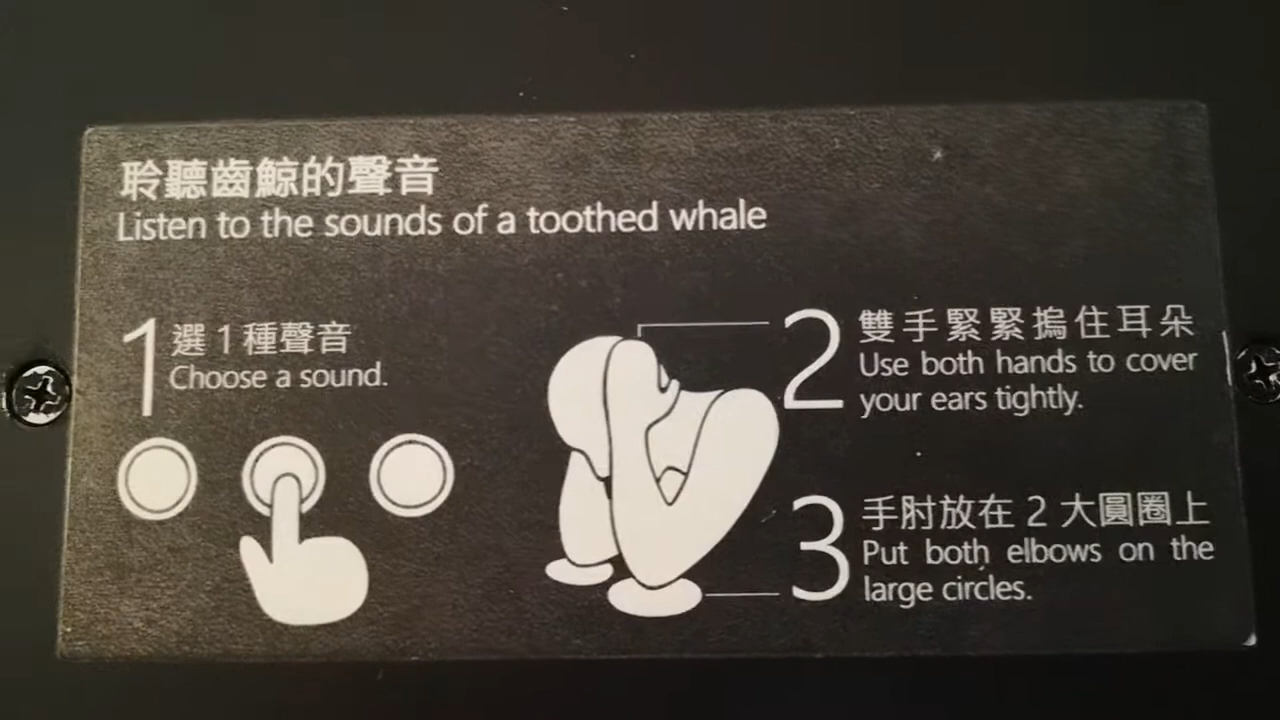 聆聽齒鯨的聲音
Listen to the sounds of a toothed whale
1
選 1 種聲音
Choose a sound.
2
雙手緊緊摀住耳朵
Use both hands to cover
your ears tightly.
3
手肘放在 2 大圓圈上
Put both elbows on the
large circles.